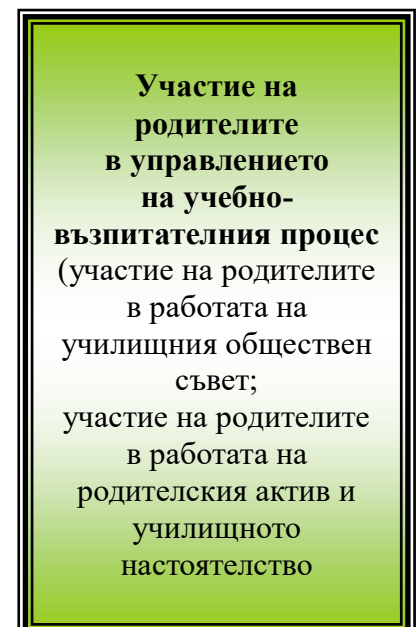 Участие на
родителите
в управлението
на учебно-
възпитателния процес
(участие на родителите
в работата на
училищния обществен
съвет;
участие на родителите
в работата на
родителския актив и
училищното
настоятелство